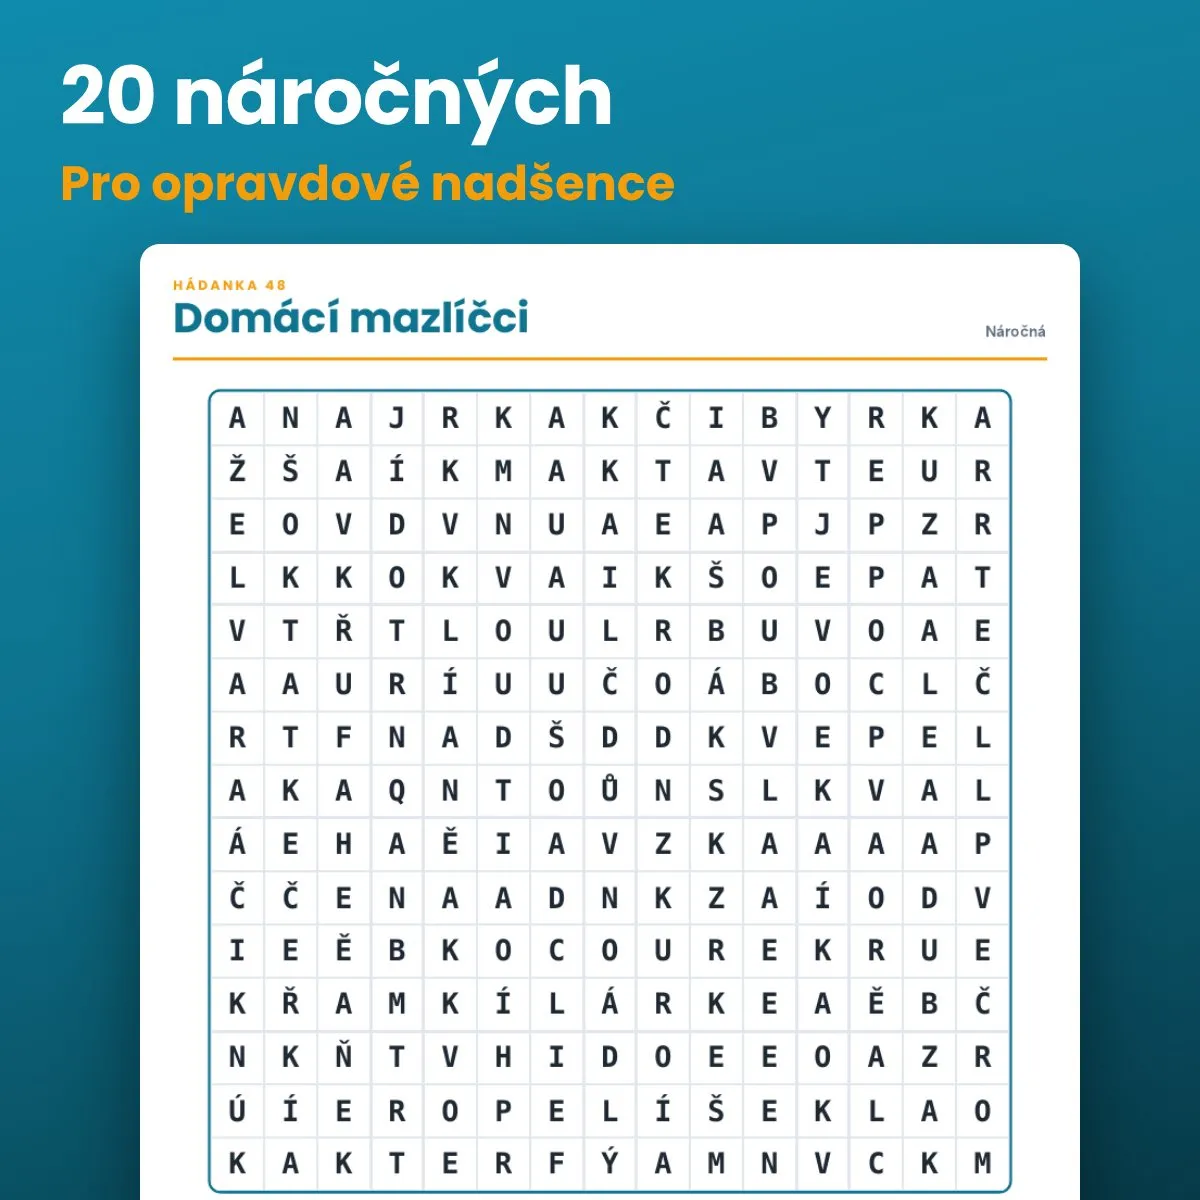 20 náročných
Pro opravdové nadšence
HÁDANKA 48
Domácí mazlíčci
Náročná
A N A J R K A K Č I B Y R K A
Ž Š A Í K M A K T A V T E U R
E O V D V N U A E A P J P Z R
L K K O K V A I K Š O E P A T
V T Ř T L O U L R B U V O A E
A A U R Í U U Č O Á B O C L Č
R T F N A D Š D D K V E P E L
A K A Q N T O Ů N S L K V A L
Á E H A Ě I A V Z K A A A A P
Č Č E N A A D N K Z A Í O D V
I E Ě B K O C O U R E K R U E
K Ř A M K Í L Á R K E A Ě B Č
N K Ň T V H I D O E E O A Z R
Ú Í E R O P E L Í Š E K L A O
K A K T E R F Ý A M N V C K M